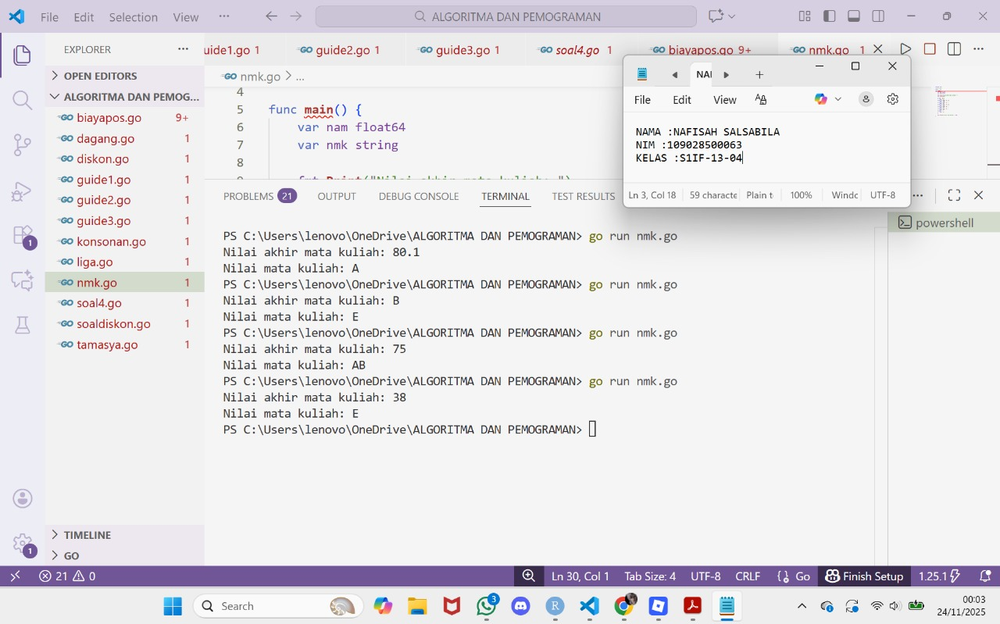 File Edit Selection View ··· ALGORITMA DAN PEMOGRAMAN
EXPLORER ···
uide1.go 1 guide2.go 1 guide3.go 1 soal4.go 1 biayapos.go 9+ nmk.go 1
OPEN EDITORS
ALGORITMA DAN PEMOG...
biayapos.go 9+
dagang.go 1
diskon.go 1
guide1.go 1
guide2.go 1
guide3.go 1
konsonan.go 1
liga.go 1
nmk.go 1
soal4.go 1
soaldiskon.go 1
tamasya.go 1
TIMELINE
GO
1
1
nmk.go > ...
4
5 func main() {
6 var nam float64
7 var nmk string
8
File Edit View
NAMA :NAFISAH SALSABILA
NIM :109028500063
KELAS :S1IF-13-04
Ln 3, Col 18 59 characte Plain t 100% Windc UTF-8
PROBLEMS 21 OUTPUT DEBUG CONSOLE TERMINAL TEST RESULTS ···
powershell
PS C:\Users\lenovo\OneDrive\ALGORITMA DAN PEMOGRAMAN> go run nmk.go
Nilai akhir mata kuliah: 80.1
Nilai mata kuliah: A
PS C:\Users\lenovo\OneDrive\ALGORITMA DAN PEMOGRAMAN> go run nmk.go
Nilai akhir mata kuliah: B
Nilai mata kuliah: E
PS C:\Users\lenovo\OneDrive\ALGORITMA DAN PEMOGRAMAN> go run nmk.go
Nilai akhir mata kuliah: 75
Nilai mata kuliah: AB
PS C:\Users\lenovo\OneDrive\ALGORITMA DAN PEMOGRAMAN> go run nmk.go
Nilai akhir mata kuliah: 38
Nilai mata kuliah: E
PS C:\Users\lenovo\OneDrive\ALGORITMA DAN PEMOGRAMAN>
21 0 Ln 30, Col 1 Tab Size: 4 UTF-8 CRLF {} Go Finish Setup 1.25.1
Search 3 00:03
24/11/2025